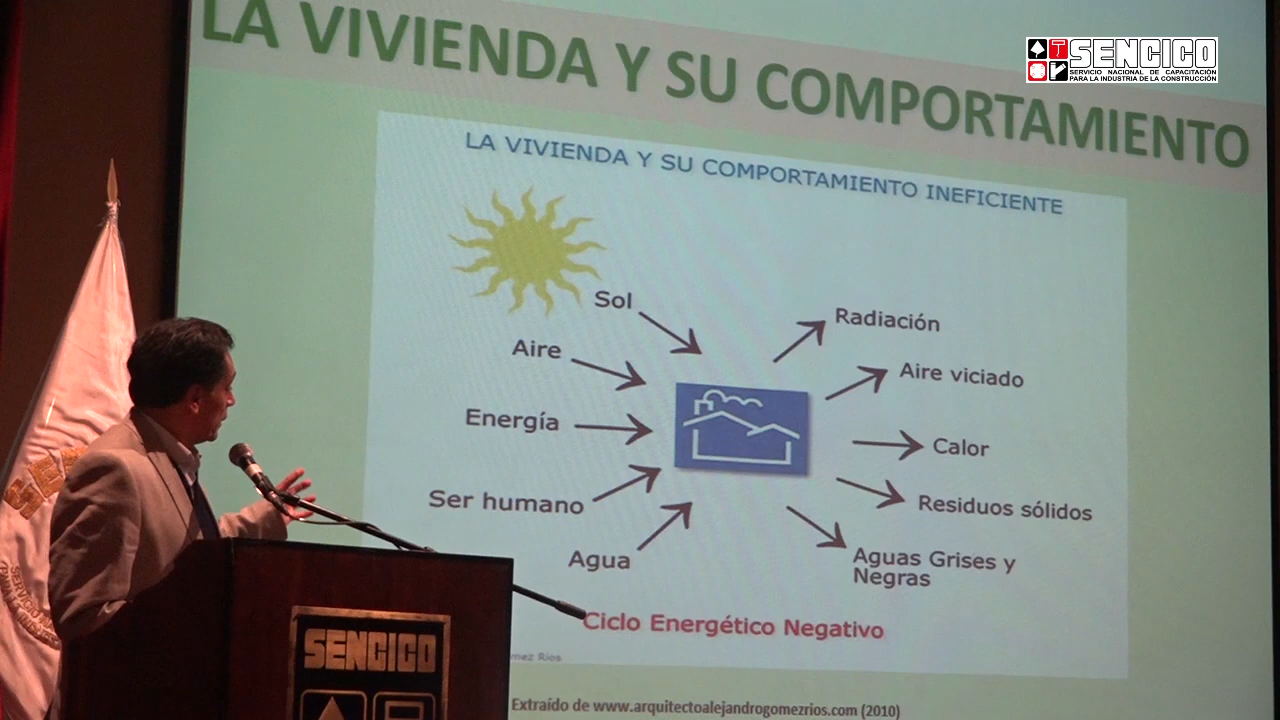 LA VIVIENDA Y SU COMPORTAMIENTO
SENCICO
SERVICIO NACIONAL DE CAPACITACIÓN
PARA LA INDUSTRIA DE LA CONSTRUCCIÓN
LA VIVIENDA Y SU COMPORTAMIENTO INEFICIENTE
Sol
Aire
Energía
Ser humano
Agua
Radiación
Aire viciado
Calor
Residuos sólidos
Aguas Grises y
Negras
Ciclo Energético Negativo
Ríos
Extraído de www.arquitectoalejandrogomezrios.com (2010)
SENCICO